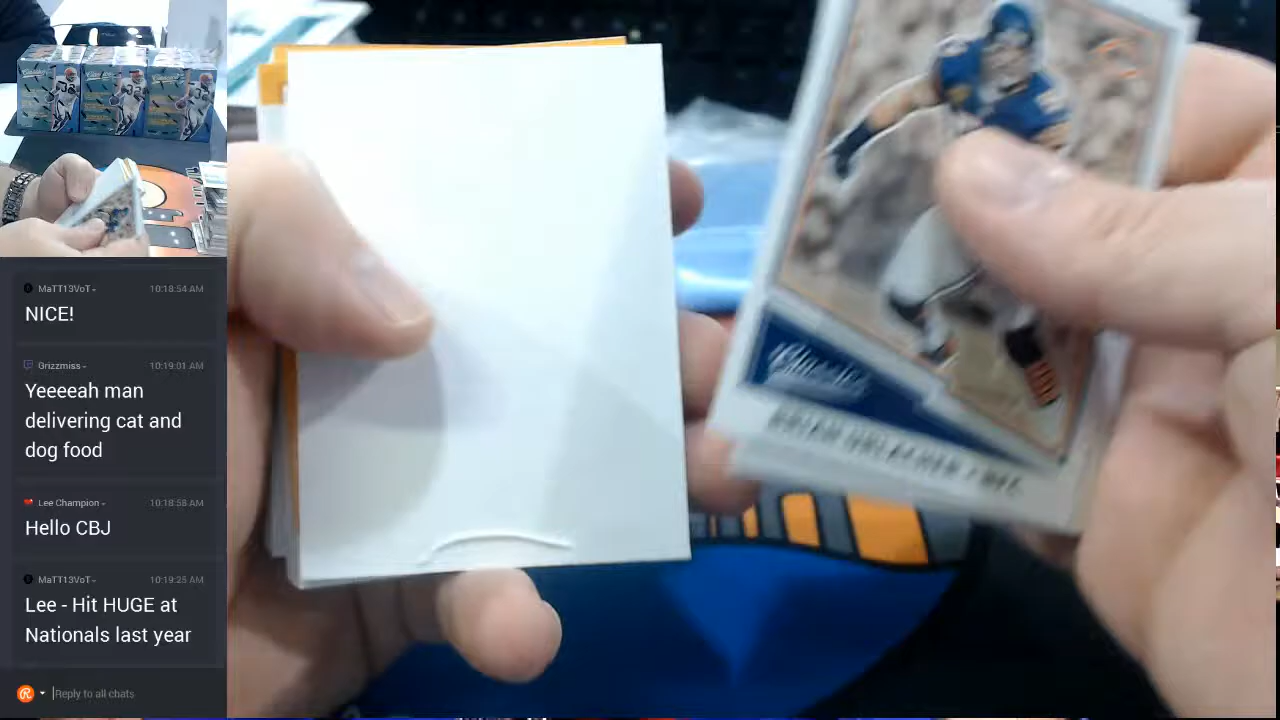 MaTT13VoT- 10:18:54 AM
NICE!
Grizzmiss- 10:19:01 AM
Yeeeeah man
delivering cat and
dog food
Lee Champion- 10:18:58 AM
Hello CBJ
MaTT13VoT- 10:19:25 AM
Lee - Hit HUGE at
Nationals last year
Reply to all chats
Classics
BRIAN URLACHER